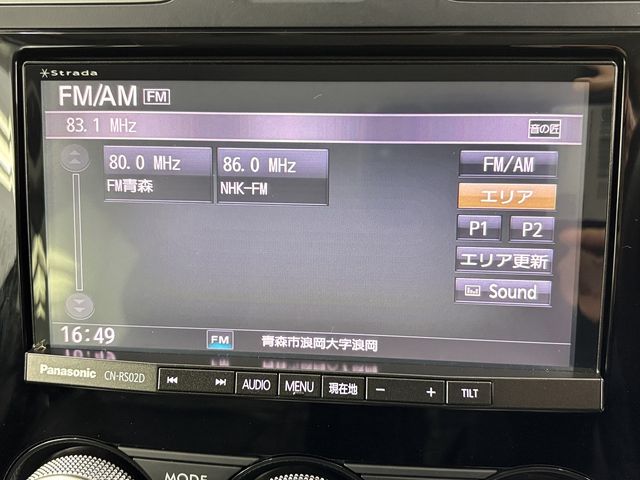 Strada
FM/AM FM
83.1 MHz 音の匠
80.0 MHz 86.0 MHz FM/AM
FM青森 NHK-FM エリア
P1 P2
エリア更新
Sound
16:49 FM 青森市浪岡大字浪岡
Panasonic CN-RS02D AUDIO MENU 現在地 − + TILT
MODE